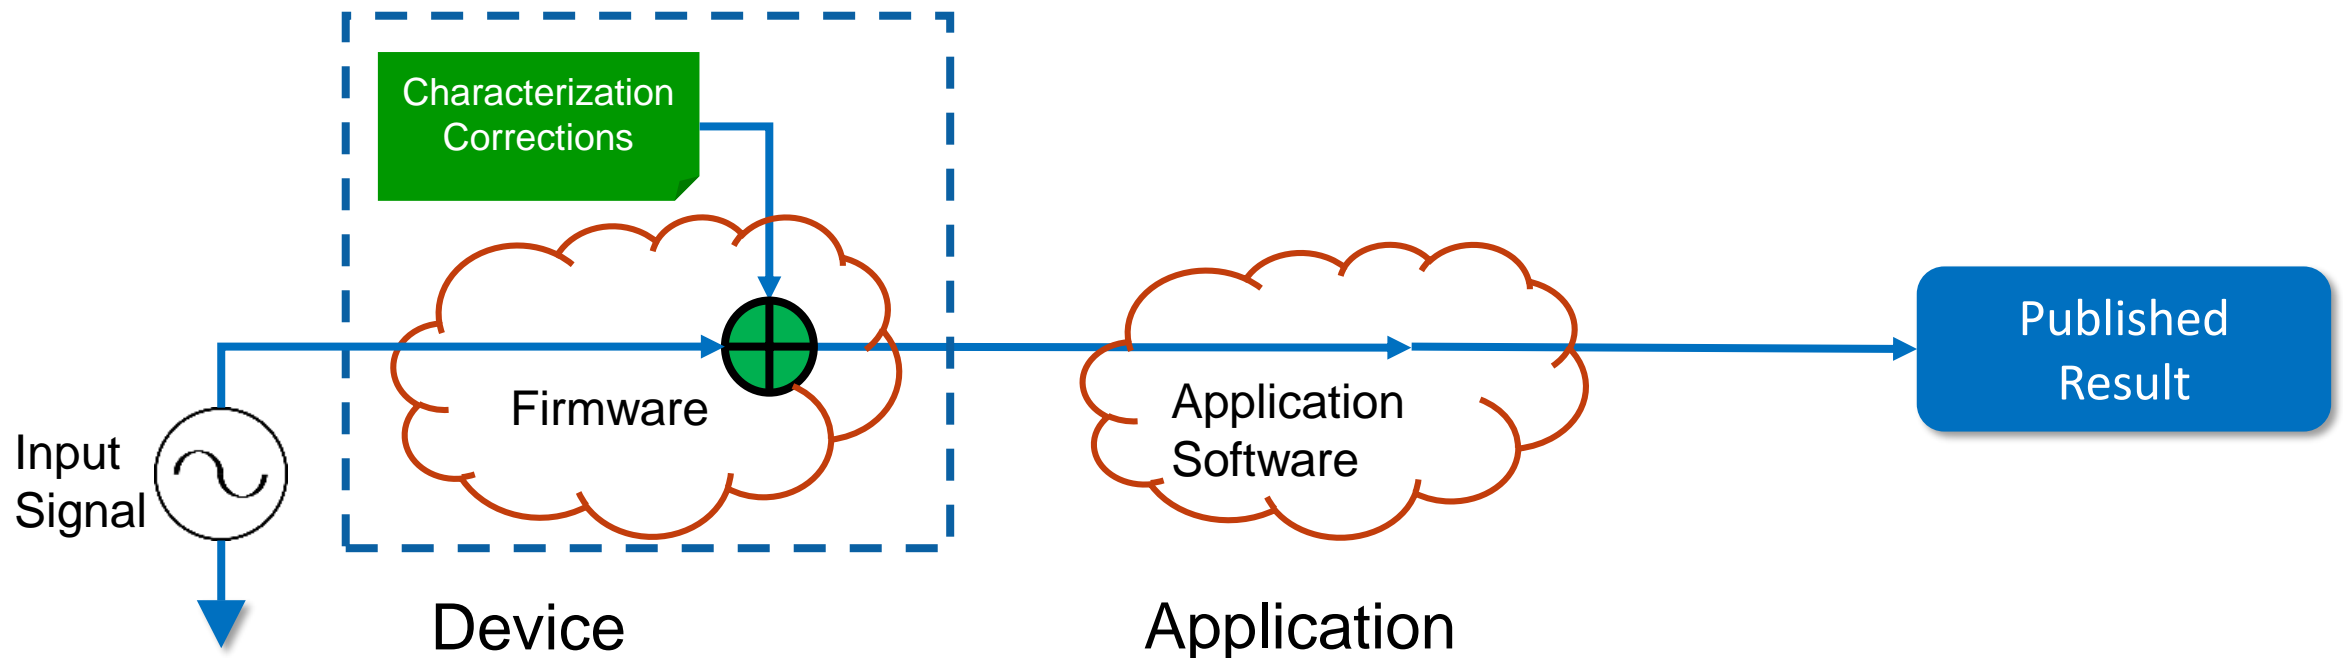 Characterization
Corrections
Firmware
Input
Signal
Device
Application
Software
Application
Published
Result